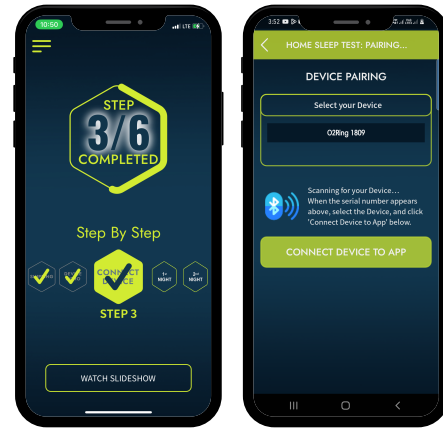 10:50
LTE
STEP
3/6
COMPLETED
Step By Step
CONNECT
DEVICE
1st
NIGHT
2nd
NIGHT
STEP 3
WATCH SLIDESHOW
3:52
HOME SLEEP TEST: PAIRING...
DEVICE PAIRING
Select your Device
O2Ring 1809
Scanning for your Device...
When the serial number appears
above, select the Device, and click
'Connect Device to App' below.
CONNECT DEVICE TO APP